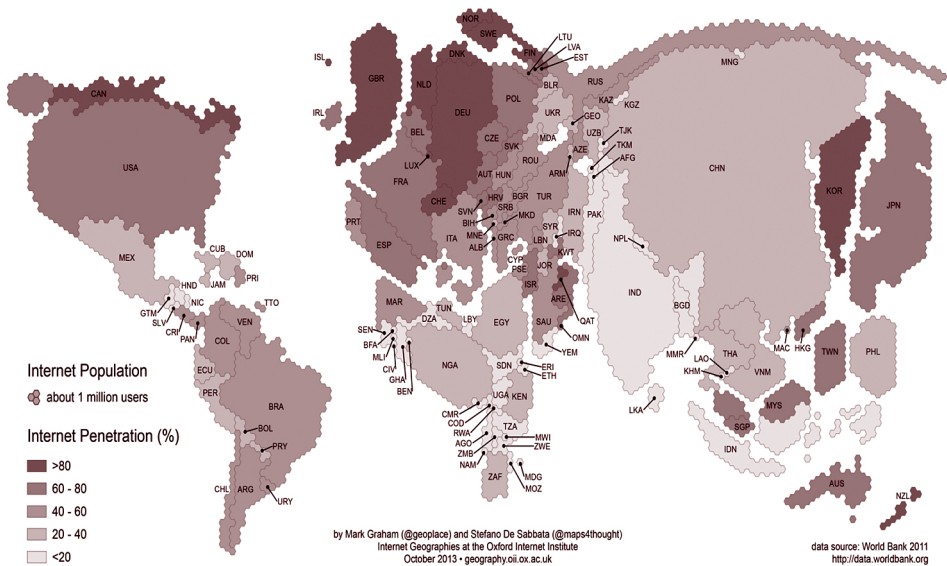 NOR
SWE
ISL
DNK
FIN
LTU
LVA
EST
MNG
CAN
GBR
NLD
DEU
POL
BLR
RUS
KAZ
KGZ
IRL
BEL
CZE
UKR
GEO
UZB
TJK
TKM
AFG
USA
LUX
SVK
MDA
AZE
FRA
AUT
HUN
ROU
ARM
CHN
CHE
SVN
HRV
BGR
TUR
KOR
JPN
PRT
BIH
SRB
MKD
IRN
PAK
ESP
ITA
MNE
ALB
GRC
SYR
LBN
IRQ
NPL
MEX
CUB
DOM
CYP
PSE
JOR
KWT
HND
JAM
PRI
ISR
IND
GTM
NIC
TTO
MAR
TUN
ARE
BGD
SLV
CRI
PAN
VEN
COL
SEN
DZA
LBY
EGY
SAU
QAT
OMN
BFA
MLI
CIV
GHA
BEN
NGA
SDN
YEM
ERI
ETH
MMR
MAC
HKG
TWN
PHL
LAO
THA
KHM
VNM
ECU
PER
BRA
UGA
KEN
LKA
MYS
SGP
IDN
CMR
COD
RWA
AGO
ZMB
NAM
TZA
MWI
ZWE
BOL
PRY
CHL
ARG
URY
ZAF
MDG
MOZ
AUS
NZL
Internet Population
about 1 million users
Internet Penetration (%)
>80
60 - 80
40 - 60
20 - 40
<20
by Mark Graham (@geoplace) and Stefano De Sabbata (@maps4thought)
Internet Geographies at the Oxford Internet Institute
October 2013 • geography.oii.ox.ac.uk
data source: World Bank 2011
http://data.worldbank.org